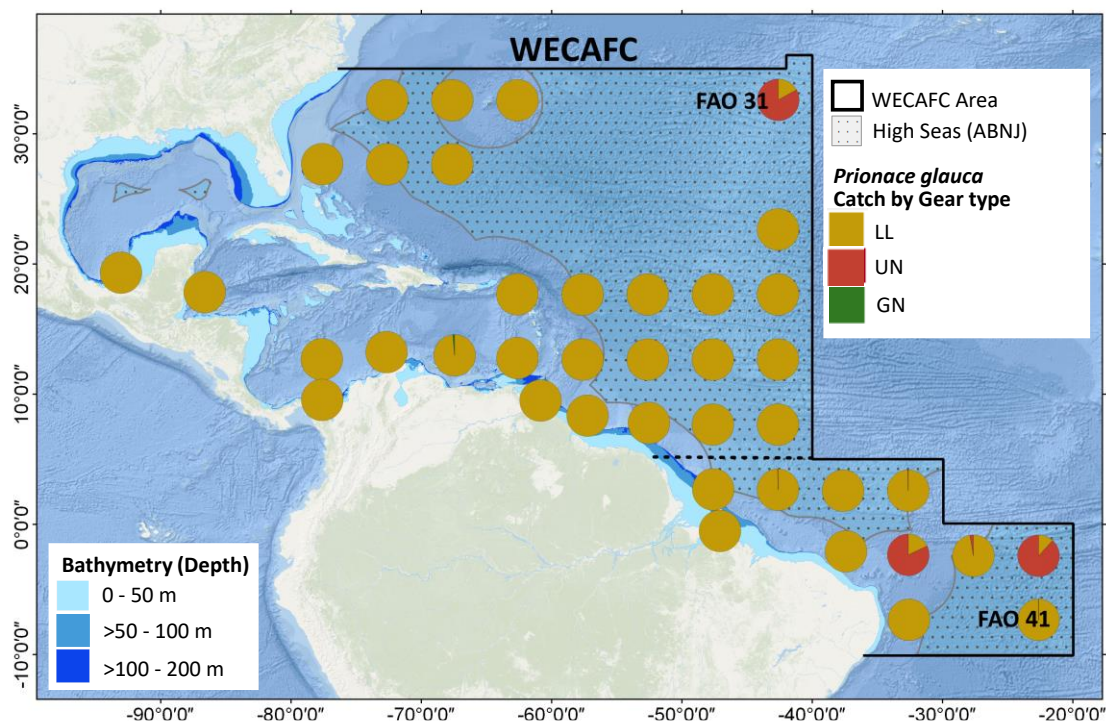 WECAFC
FAO 31
WECAFC Area
High Seas (ABNJ)
Prionace glauca
Catch by Gear type
LL
UN
GN
30°0'0"
20°0'0"
10°0'0"
0°0'0"
-10°0'0"
FAO 41
Bathymetry (Depth)
0 - 50 m
>50 - 100 m
>100 - 200 m
-90°0'0"
-80°0'0"
-70°0'0"
-60°0'0"
-50°0'0"
-40°0'0"
-30°0'0"
-20°0'0"